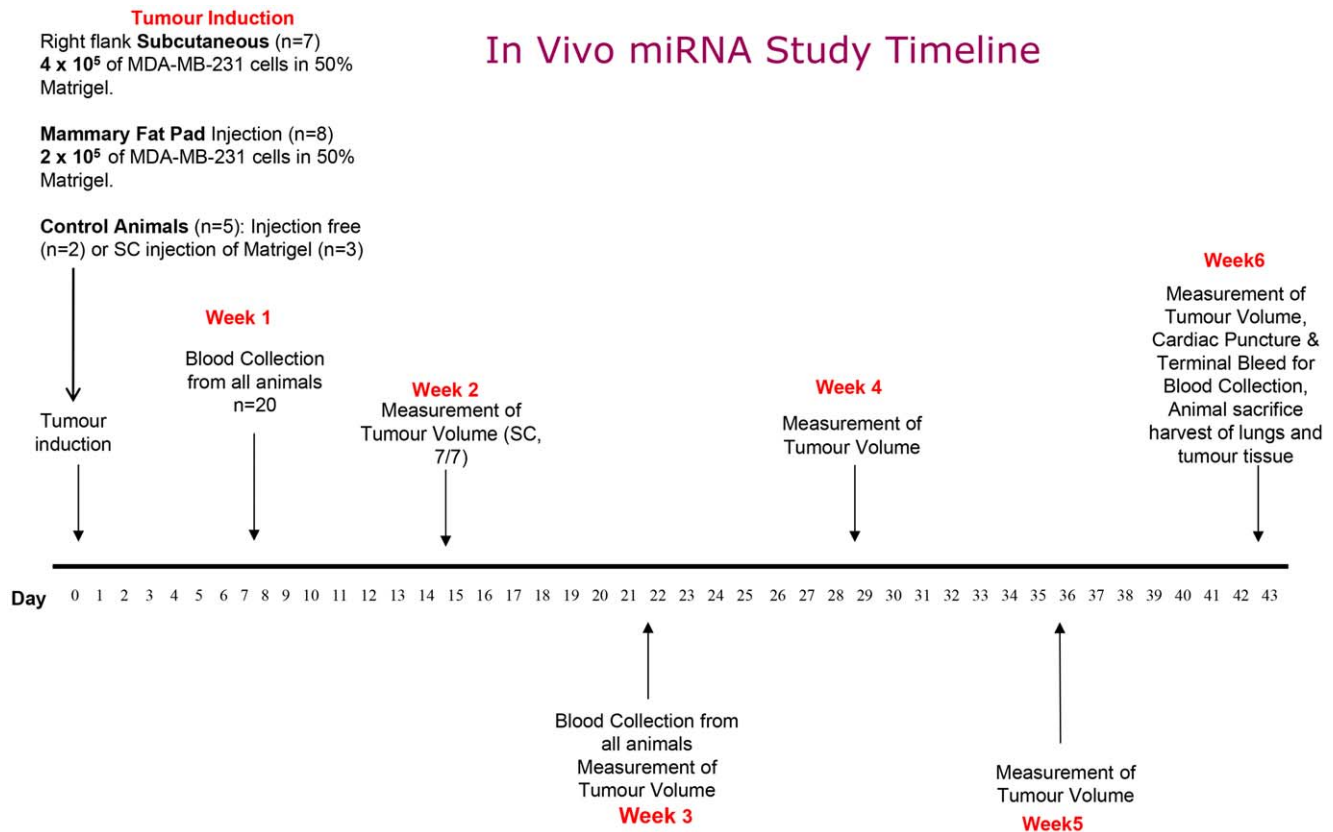 In Vivo miRNA Study Timeline
Tumour Induction
Right flank Subcutaneous (n=7)
4 x 10⁵ of MDA-MB-231 cells in 50%
Matrigel.
Mammary Fat Pad Injection (n=8)
2 x 10⁵ of MDA-MB-231 cells in 50%
Matrigel.
Control Animals (n=5): Injection free
(n=2) or SC injection of Matrigel (n=3)
Tumour
induction
Week 1
Blood Collection
from all animals
n=20
Week 2
Measurement of
Tumour Volume (SC,
7/7)
Week 4
Measurement of
Tumour Volume
Week6
Measurement of
Tumour Volume,
Cardiac Puncture &
Terminal Bleed for
Blood Collection,
Animal sacrifice
harvest of lungs and
tumour tissue
Day 0 1 2 3 4 5 6 7 8 9 10 11 12 13 14 15 16 17 18 19 20 21 22 23 24 25 26 27 28 29 30 31 32 33 34 35 36 37 38 39 40 41 42 43
Blood Collection from
all animals
Measurement of
Tumour Volume
Week 3
Measurement of
Tumour Volume
Week5